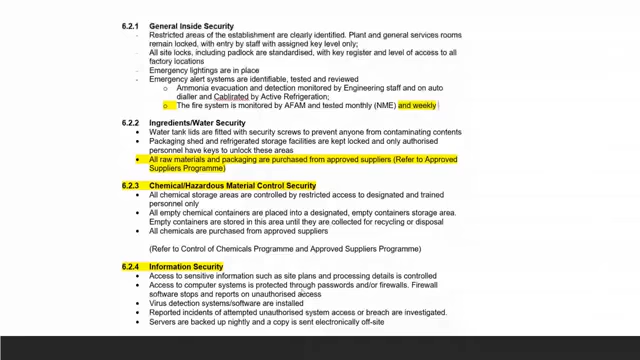 6.2.1 General Inside Security
- Restricted areas of the establishment are clearly identified. Plant and general services rooms
remain locked, with entry by staff with assigned key level only;
- All site locks, including padlock are standardised, with key register and level of access to all
factory locations
- Emergency lightings are in place
- Emergency alert systems are identifiable, tested and reviewed
o Ammonia evacuation and detection monitored by Engineering staff and on auto
dialler and Cablirated by Active Refrigeration;
o The fire system is monitored by AFAM and tested monthly (NME) and weekly
6.2.2 Ingredients/Water Security
• Water tank lids are fitted with security screws to prevent anyone from contaminating contents
• Packaging shed and refrigerated storage facilities are kept locked and only authorised
personnel have keys to unlock these areas
• All raw materials and packaging are purchased from approved suppliers (Refer to Approved
Suppliers Programme)
6.2.3 Chemical/Hazardous Material Control Security
• All chemical storage areas are controlled by restricted access to designated and trained
personnel only
• All empty chemical containers are placed into a designated, empty containers storage area.
Empty containers are stored in this area until they are collected for recycling or disposal
• All chemicals are purchased from approved suppliers
(Refer to Control of Chemicals Programme and Approved Suppliers Programme)
6.2.4 Information Security
• Access to sensitive information such as site plans and processing details is controlled
• Access to computer systems is protected through passwords and/or firewalls. Firewall
software stops and reports on unauthorised access
• Virus detection systems/software are installed
• Reported incidents of attempted unauthorised system access or breach are investigated.
• Servers are backed up nightly and a copy is sent electronically off-site